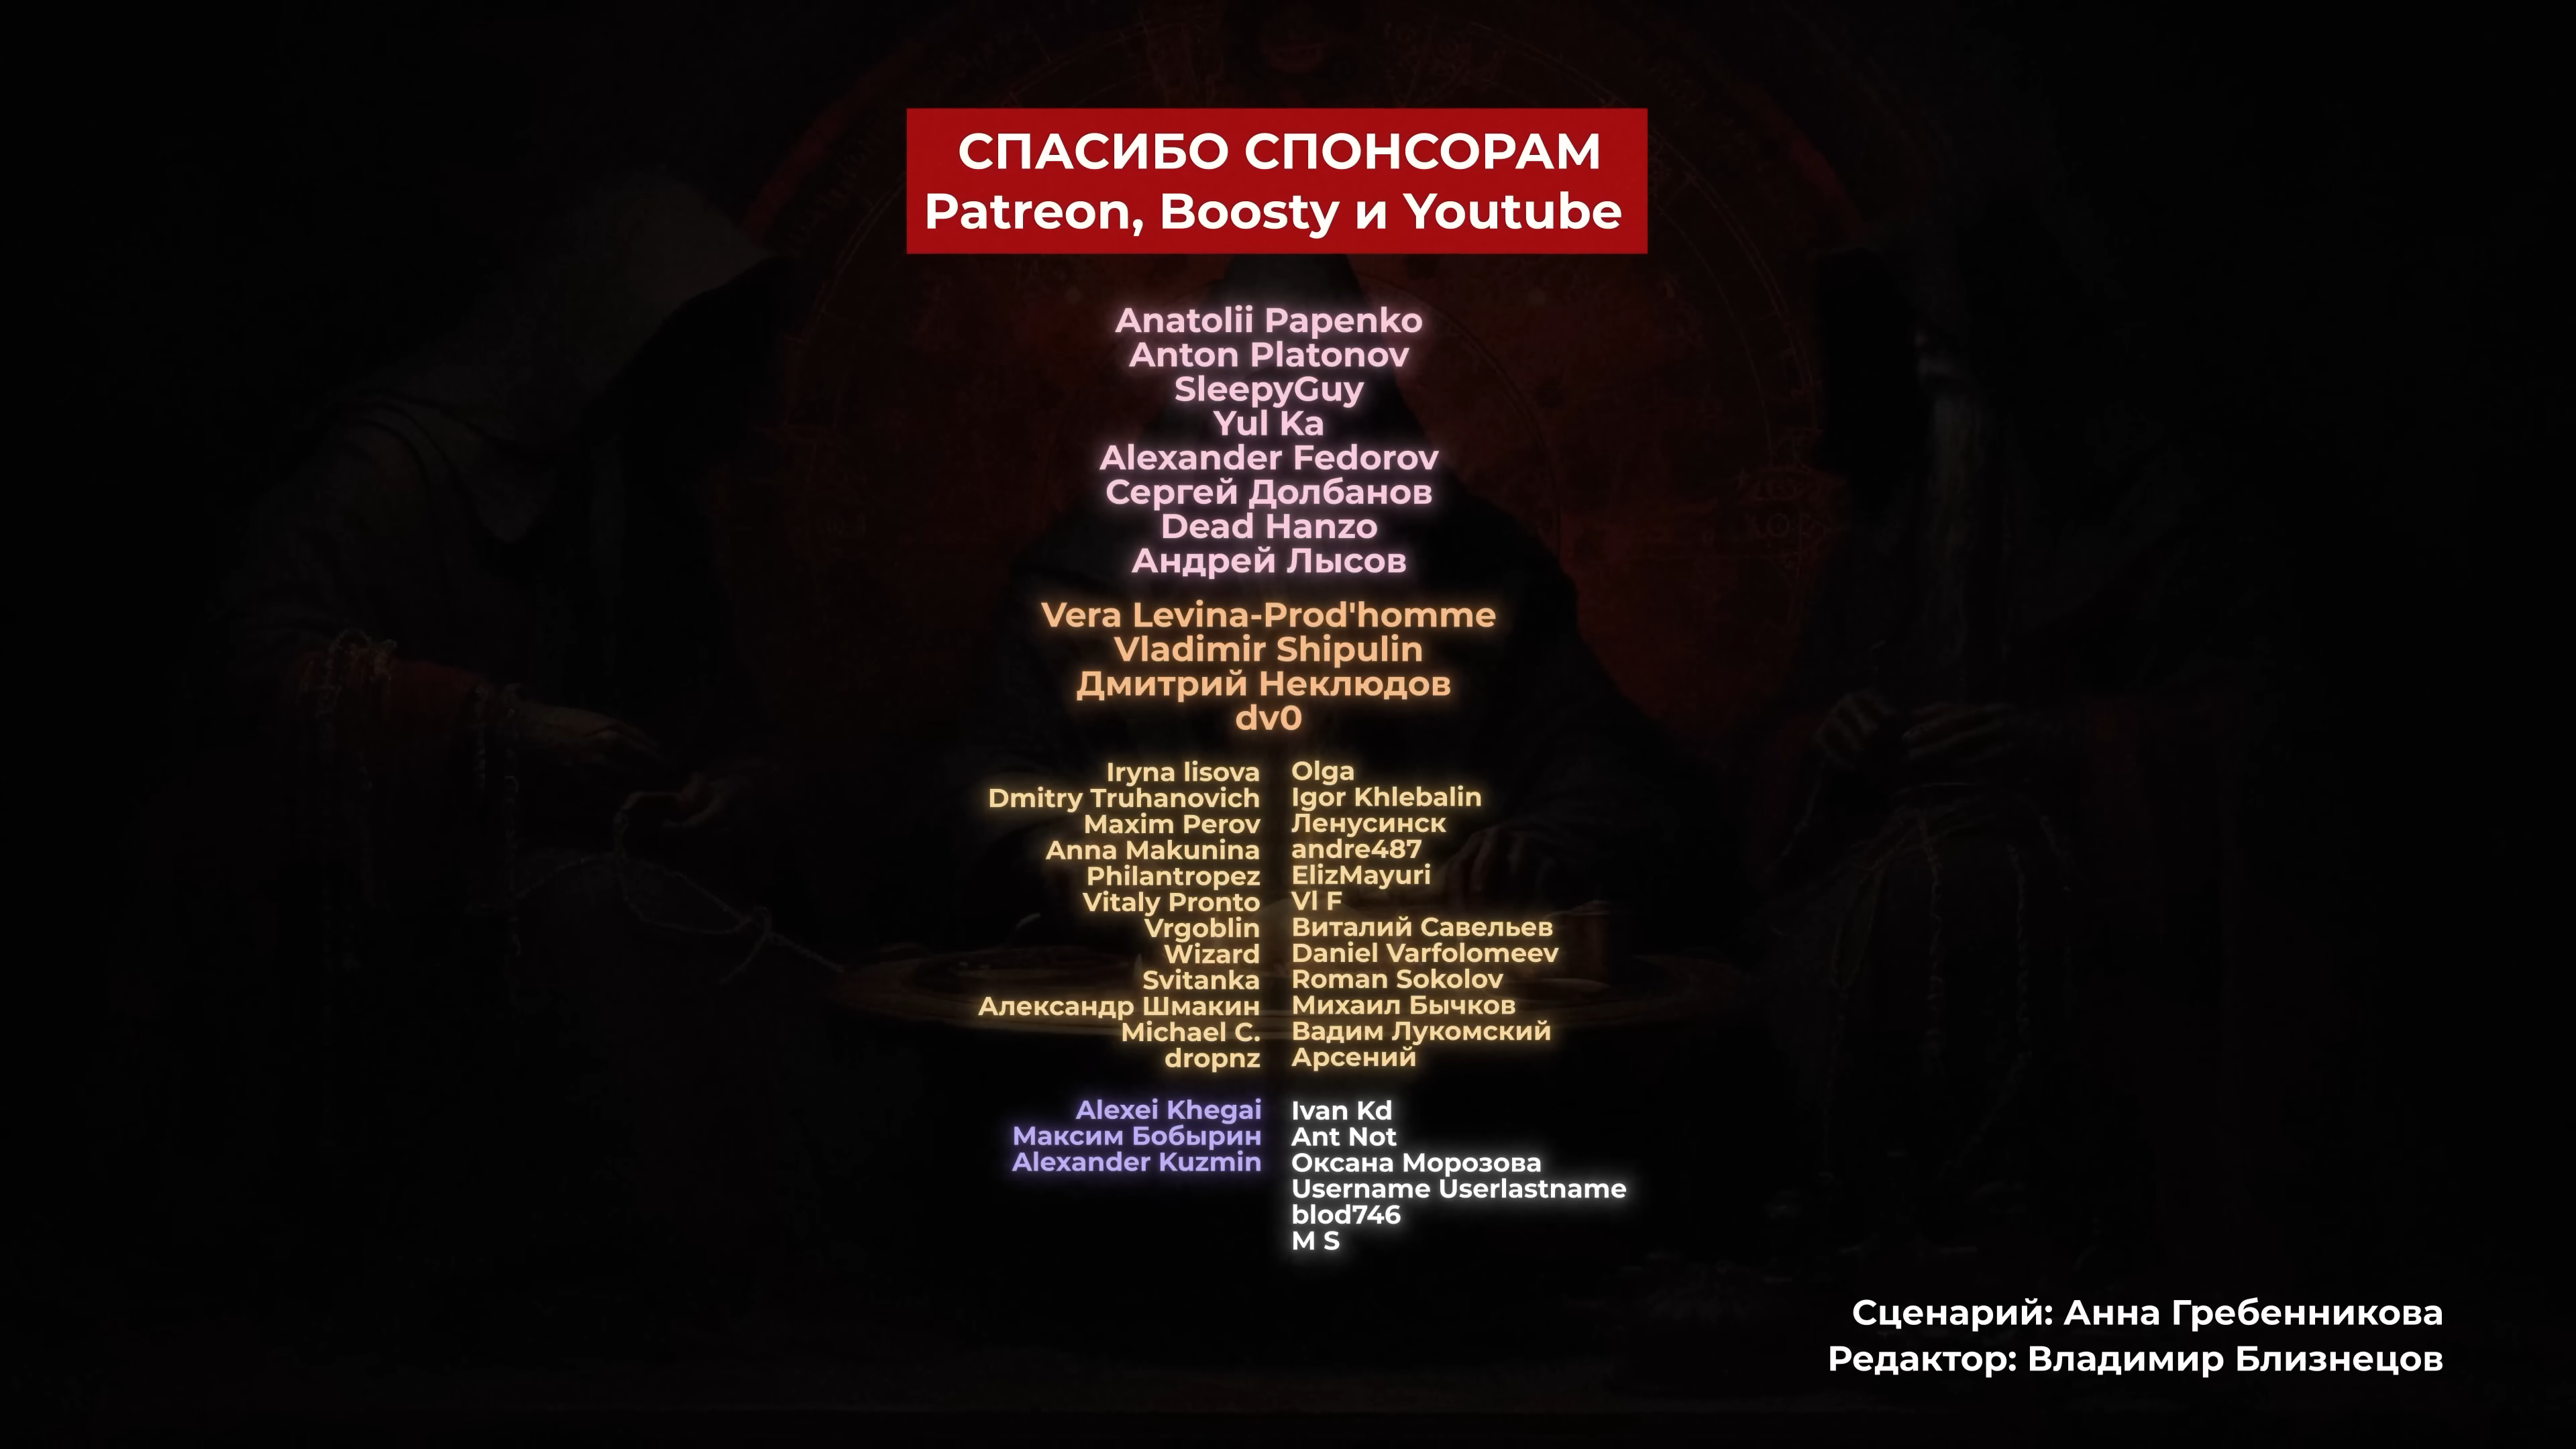 СПАСИБО СПОНСОРАМ
Patreon, Boosty и Youtube
Anatolii Papenko
Anton Platonov
SleepyGuy
Yul Ka
Alexander Fedorov
Сергей Долбанов
Dead Hanzo
Андрей Лысов
Vera Levina-Prod'homme
Vladimir Shipulin
Дмитрий Неклюдов
dv0
Iryna lisova
Dmitry Truhanovich
Maxim Perov
Anna Makunina
Philantropez
Vitaly Pronto
Vrgoblin
Wizard
Svitanka
Александр Шмакин
Michael C.
dropnz
Olga
Igor Khlebalin
Ленусинск
andre487
ElizMayuri
Vl F
Виталий Савельев
Daniel Varfolomeev
Roman Sokolov
Михаил Бычков
Вадим Лукомский
Арсений
Alexei Khegai
Максим Бобырин
Alexander Kuzmin
Ivan Kd
Ant Not
Оксана Морозова
Username Userlastname
blod746
M S
Сценарий: Анна Гребенникова
Редактор: Владимир Близнецов